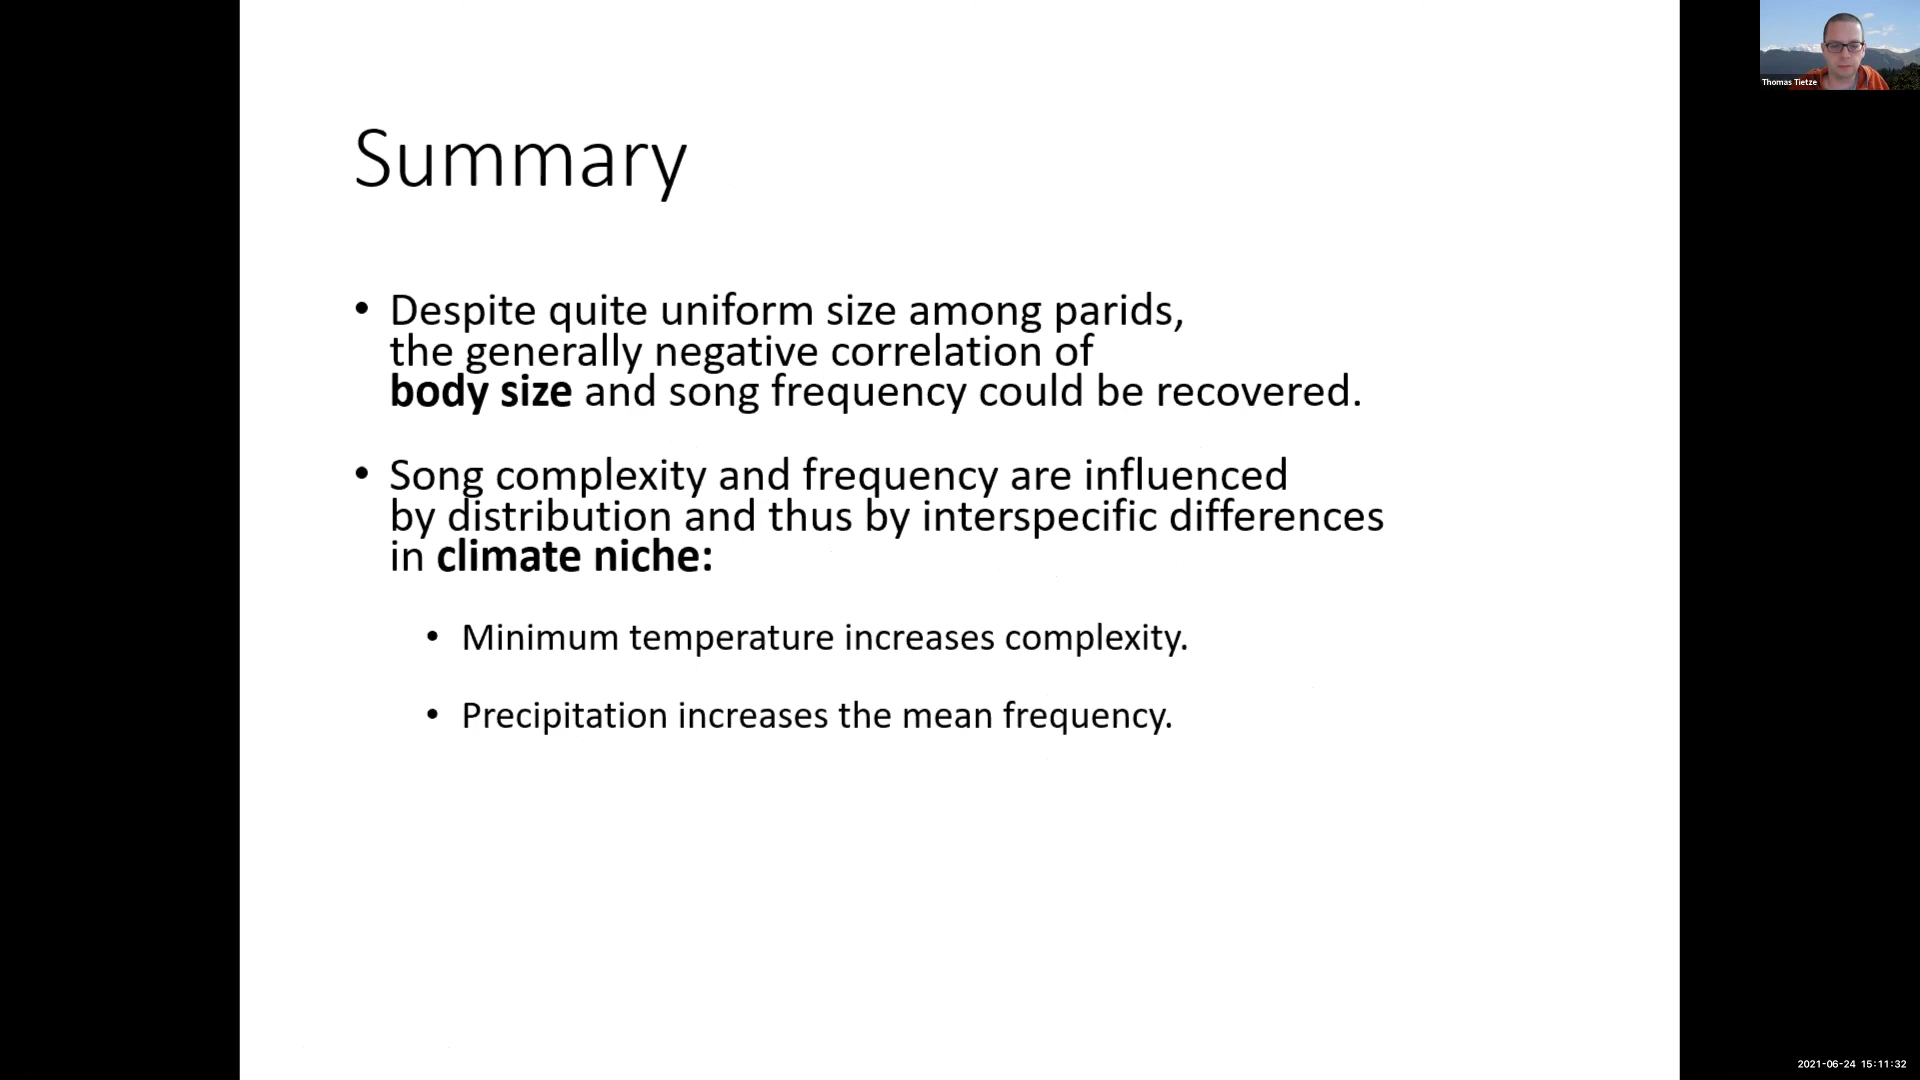 Summary
• Despite quite uniform size among parids,
the generally negative correlation of
body size and song frequency could be recovered.
• Song complexity and frequency are influenced
by distribution and thus by interspecific differences
in climate niche:
• Minimum temperature increases complexity.
• Precipitation increases the mean frequency.
Thomas Tietze
2021-06-24 15:11:32